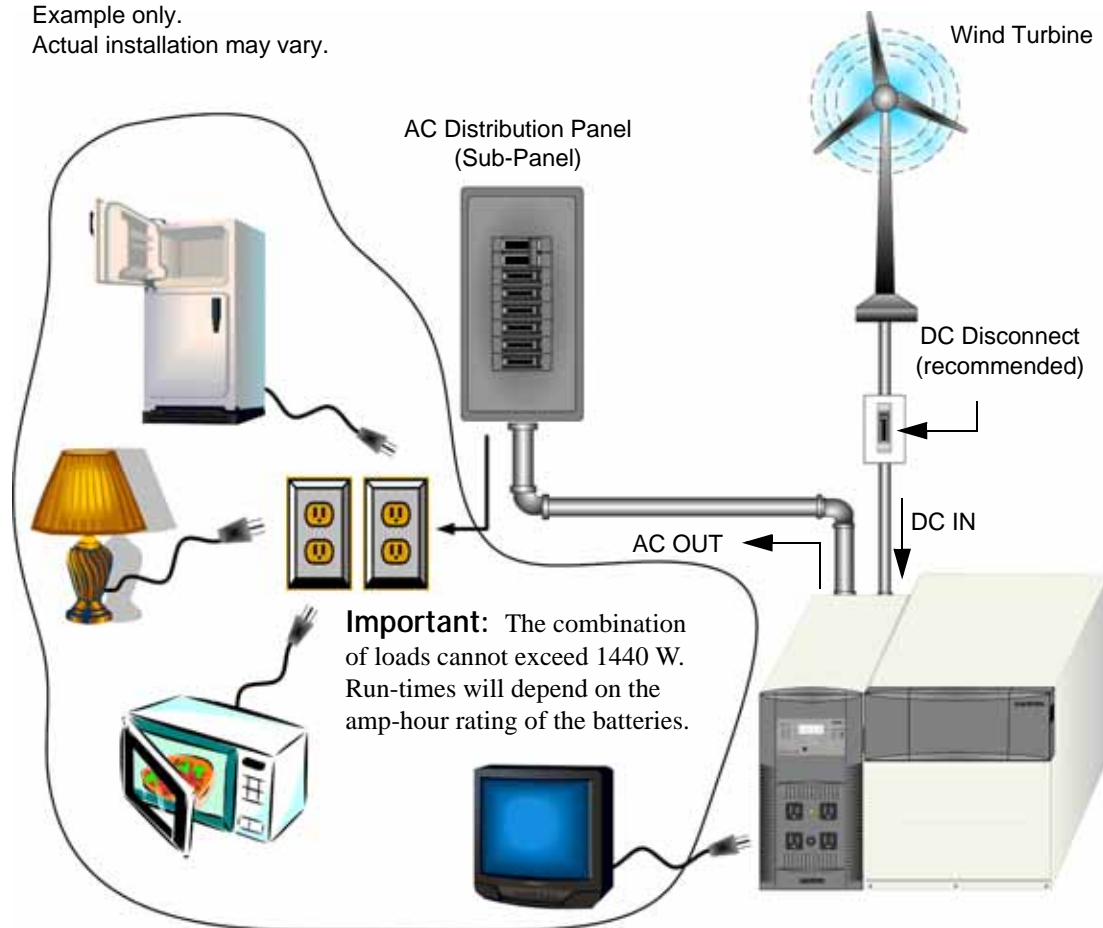 Example only.
Actual installation may vary.
Wind Turbine
AC Distribution Panel
(Sub-Panel)
DC Disconnect
(recommended)
DC IN
AC OUT
Important: The combination
of loads cannot exceed 1440 W.
Run-times will depend on the
amp-hour rating of the batteries.